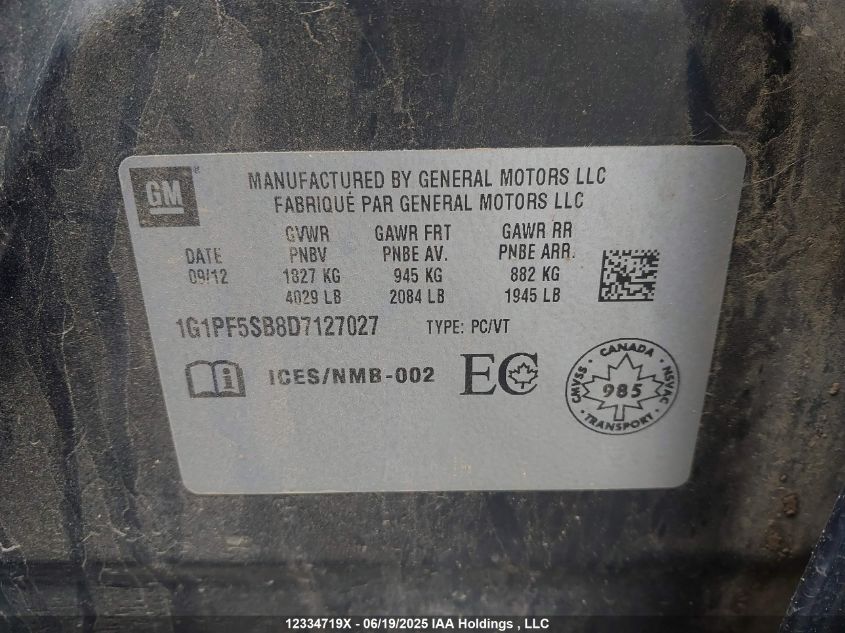 GM
MANUFACTURED BY GENERAL MOTORS LLC
FABRIQUÉ PAR GENERAL MOTORS LLC
DATE GVWR GAWR FRT GAWR RR
PNBV PNBE AV. PNBE ARR.
09/12 1827 KG 945 KG 882 KG
4029 LB 2084 LB 1945 LB
1G1PF5SB8D7127027 TYPE: PC/VT
i ICES/NMB-002 EC
CANADA
CMVSS 985 NSVAC
TRANSPORT
12334719X - 06/19/2025 IAA Holdings , LLC